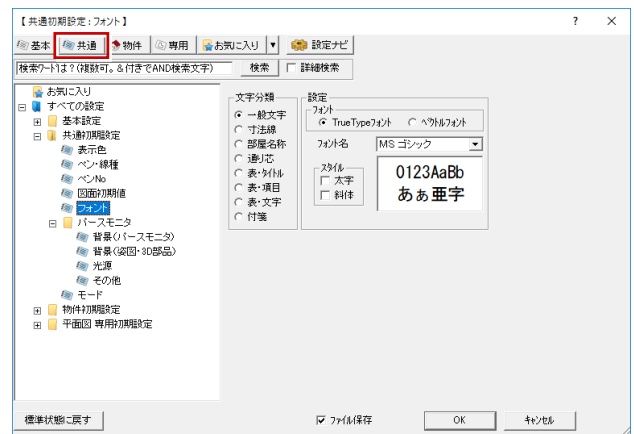 【 共通初期設定 : フォント 】
基本 共通 物件 専用 お気に入り ▼ 設定ナビ
検索ワードは？(複数可。＆付きでAND検索文字) 検索 詳細検索
お気に入り
すべての設定
基本設定
共通初期設定
表示色
ペン・線種
ペンNo
図面初期値
フォント
パースモニタ
背景(パースモニタ)
背景(姿図・3D部品)
光源
その他
モード
物件初期設定
平面図 専用初期設定
文字分類
一般文字
寸法線
部屋名称
通り芯
表・タイトル
表・項目
表・文字
付箋
設定
フォント
TrueTypeフォント ベクトルフォント
フォント名 MS ゴシック
スタイル
太字
斜体
0123AaBb
あぁ亜字
標準状態に戻す ファイル保存 OK キャンセル